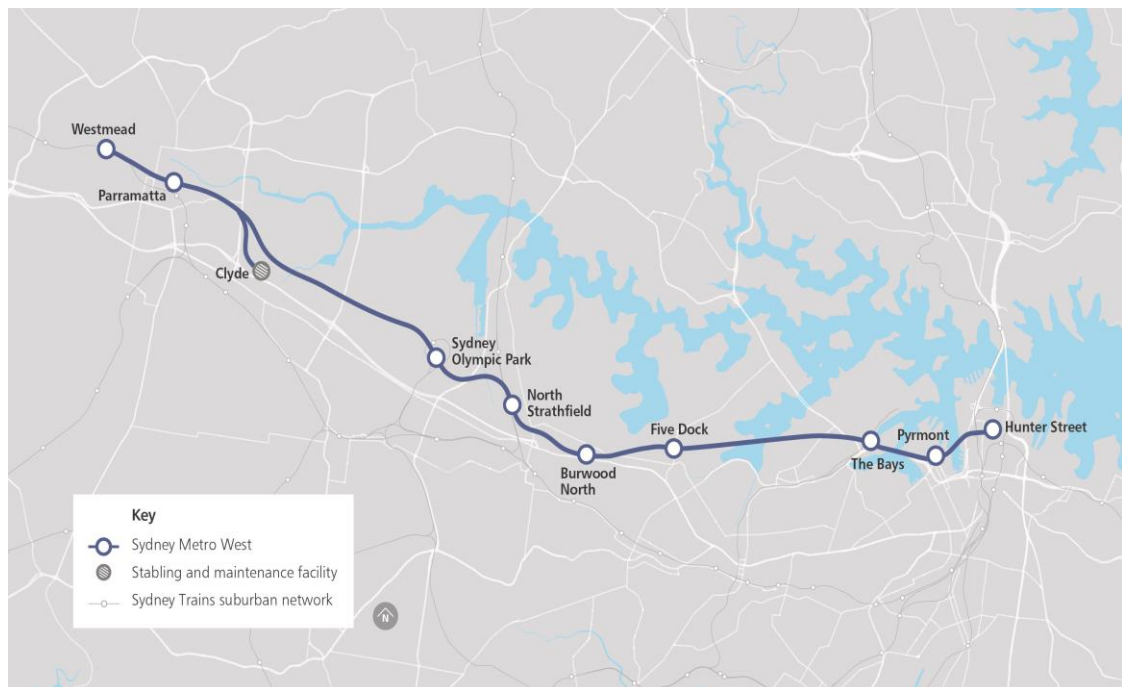 Westmead
Parramatta
Clyde
Sydney
Olympic Park
North
Strathfield
Five Dock
Burwood
North
Pyrmont
The Bays
Hunter Street
Key
Sydney Metro West
Stabling and maintenance facility
Sydney Trains suburban network
N